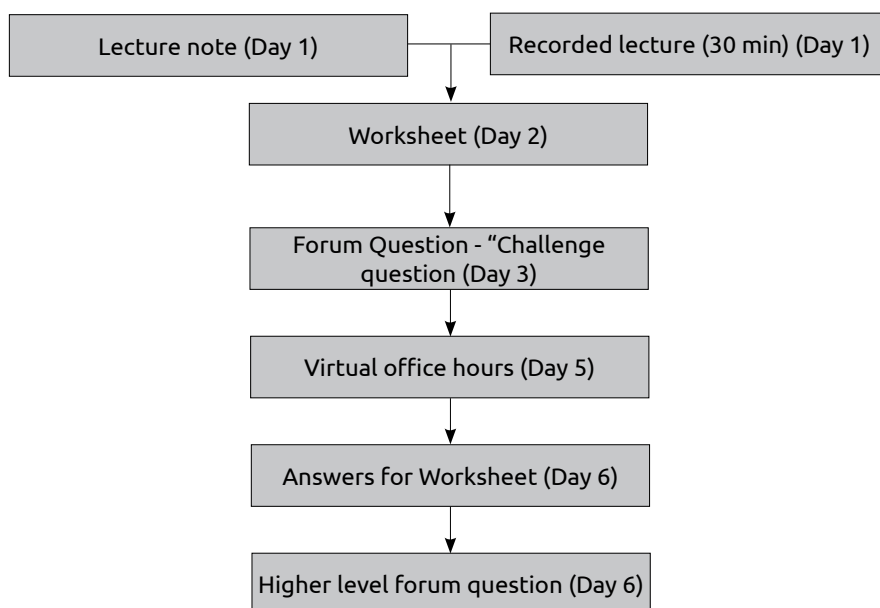 Lecture note (Day 1)
Recorded lecture (30 min) (Day 1)
Worksheet (Day 2)
Forum Question - “Challenge
question (Day 3)
Virtual office hours (Day 5)
Answers for Worksheet (Day 6)
Higher level forum question (Day 6)